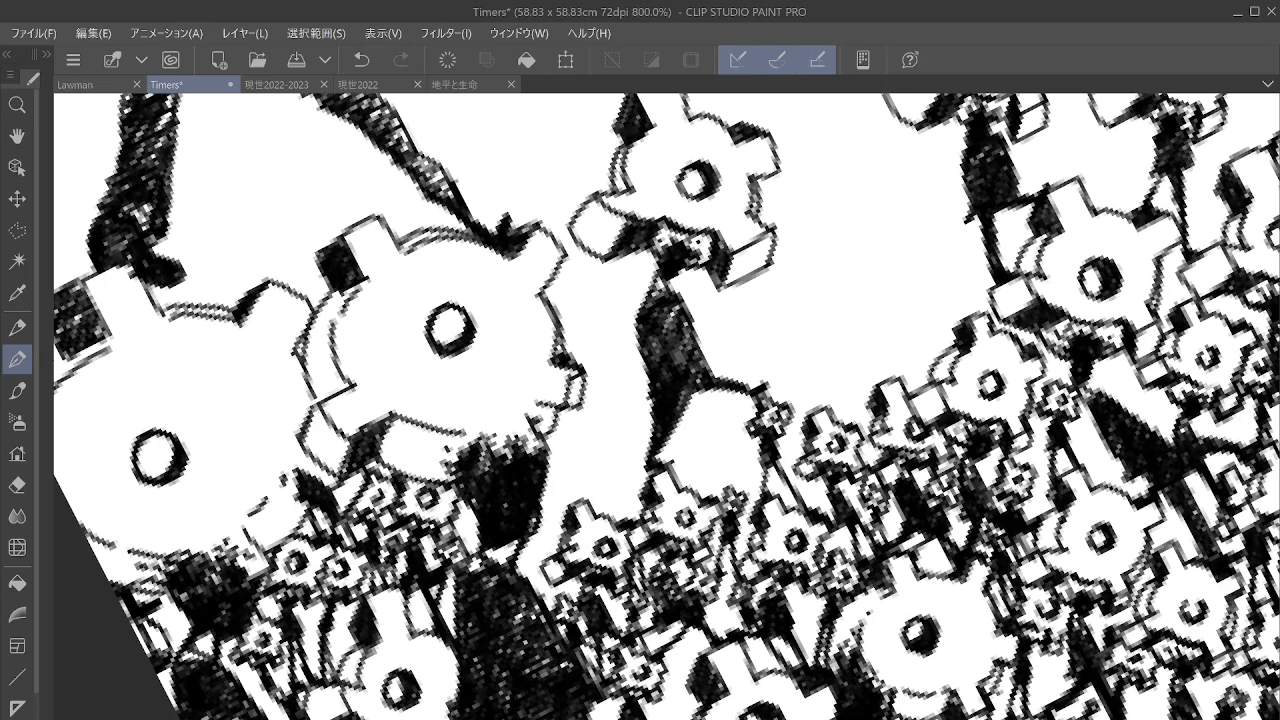 Timers* (58.83 x 58.83cm 72dpi 800.0%) - CLIP STUDIO PAINT PRO
ファイル(F) 編集(E) アニメーション(A) レイヤー(L) 選択範囲(S) 表示(V) フィルター(I) ウィンドウ(W) ヘルプ(H)
Lawman Timers* 現世2022-2023 現世2022 地平と生命